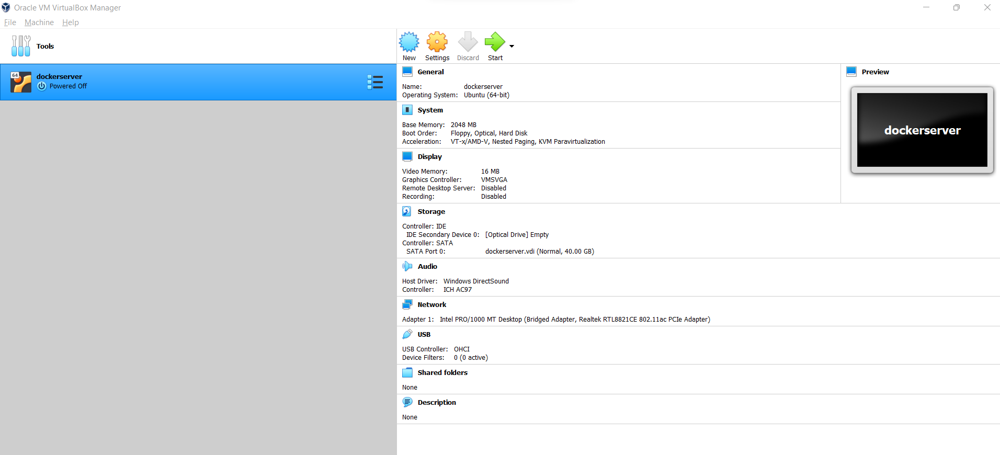 Oracle VM VirtualBox Manager
File Machine Help
Tools
New Settings Discard Start
64
dockerserver
Powered Off
General
Name: dockerserver
Operating System: Ubuntu (64-bit)
System
Base Memory: 2048 MB
Boot Order: Floppy, Optical, Hard Disk
Acceleration: VT-x/AMD-V, Nested Paging, KVM Paravirtualization
Display
Video Memory: 16 MB
Graphics Controller: VMSVGA
Remote Desktop Server: Disabled
Recording: Disabled
Preview
dockerserver
Storage
Controller: IDE
IDE Secondary Device 0: [Optical Drive] Empty
Controller: SATA
SATA Port 0: dockerserver.vdi (Normal, 40.00 GB)
Audio
Host Driver: Windows DirectSound
Controller: ICH AC97
Network
Adapter 1: Intel PRO/1000 MT Desktop (Bridged Adapter, Realtek RTL8821CE 802.11ac PCIe Adapter)
USB
USB Controller: OHCI
Device Filters: 0 (0 active)
Shared folders
None
Description
None